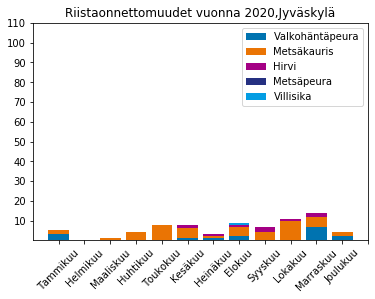 Riistaonnettomuudet vuonna 2020,Jyväskylä
110
100
90
80
70
60
50
40
30
20
10
Valkohäntäpeura
Metsäkauris
Hirvi
Metsäpeura
Villisika
Tammikuu
Helmikuu
Maaliskuu
Huhtikuu
Toukokuu
Kesäkuu
Heinäkuu
Elokuu
Syyskuu
Lokakuu
Marraskuu
Joulukuu